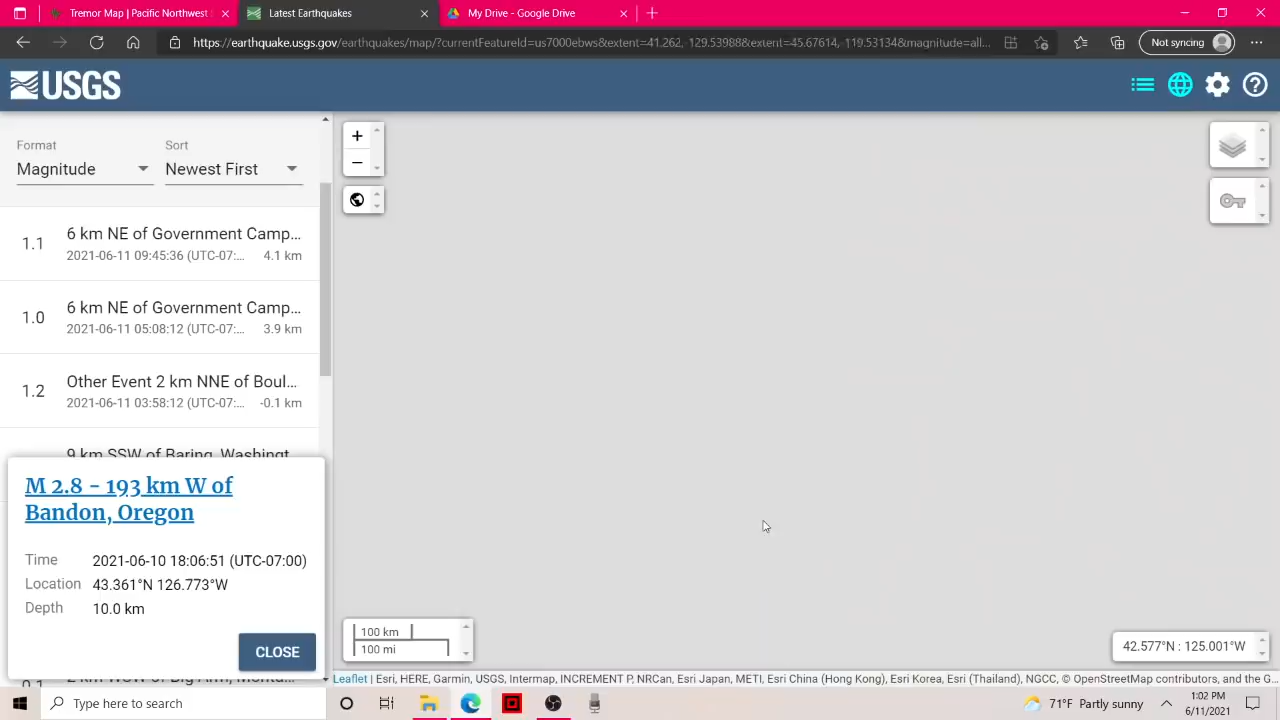 Tremor Map | Pacific Northwest
Latest Earthquakes
My Drive - Google Drive
https://earthquake.usgs.gov/earthquakes/map/?currentFeatureId=us7000ebws&extent=41.262, -129.53988&extent=45.67614, -119.53134&magnitude=all...
Not syncing
USGS
Format
Sort
Magnitude
Newest First
1.1
6 km NE of Government Camp...
2021-06-11 09:45:36 (UTC-07:...
4.1 km
1.0
6 km NE of Government Camp...
2021-06-11 05:08:12 (UTC-07:...
3.9 km
1.2
Other Event 2 km NNE of Boul...
2021-06-11 03:58:12 (UTC-07:...
-0.1 km
9 km SSW of Baring, Washingt
M 2.8 - 193 km W of
Bandon, Oregon
Time
2021-06-10 18:06:51 (UTC-07:00)
Location
43.361°N 126.773°W
Depth
10.0 km
CLOSE
+
−
100 km
100 mi
42.577°N : 125.001°W
Leaflet | Esri, HERE, Garmin, USGS, Intermap, INCREMENT P, NRCan, Esri Japan, METI, Esri China (Hong Kong), Esri Korea, Esri (Thailand), NGCC, © OpenStreetMap contributors, and the G
Type here to search
71°F Partly sunny
1:02 PM
6/11/2021